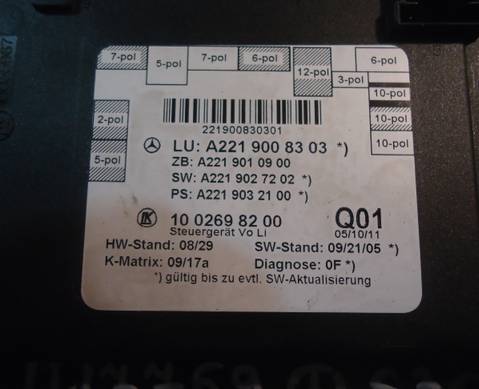 7-pol
5-pol
7-pol
6-pol
12-pol
3-pol
6-pol
10-pol
10-pol
10-pol
2-pol
5-pol
221900830301
LU: A221 900 83 03 *)
ZB: A221 901 09 00
SW: A221 902 72 02 *)
PS: A221 903 21 00 *)
10 0269 82 00 Q01
Steuergerät Vo Li 05/10/11
HW-Stand: 08/29 SW-Stand: 09/21/05 *)
K-Matrix: 09/17a Diagnose: 0F *)
*) gültig bis zu evtl. SW-Aktualisierung